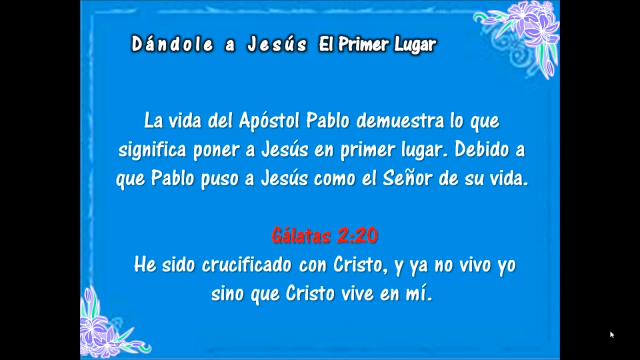 Dándole a Jesús El Primer Lugar
La vida del Apóstol Pablo demuestra lo que
significa poner a Jesús en primer lugar. Debido a
que Pablo puso a Jesús como el Señor de su vida.
Gálatas 2:20
He sido crucificado con Cristo, y ya no vivo yo
sino que Cristo vive en mí.